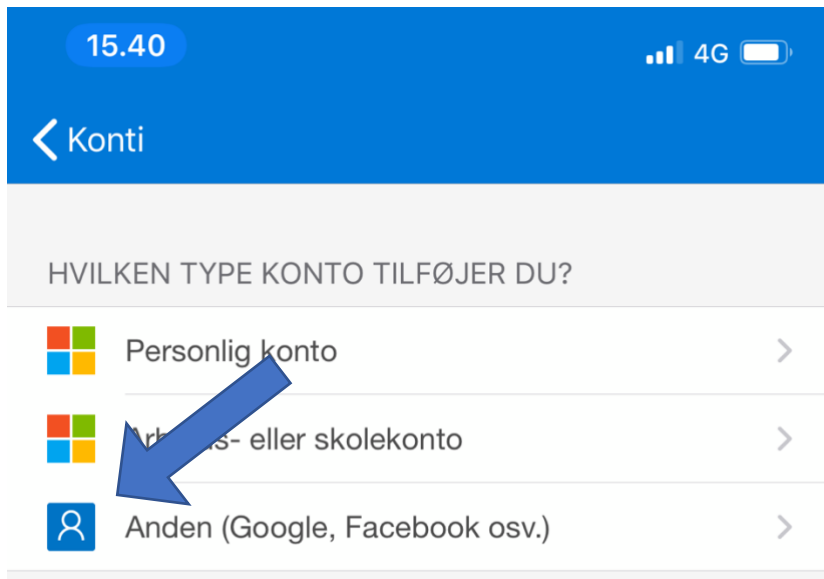 15.40
4G
Konti
HVILKEN TYPE KONTO TILFØJER DU?
Personlig konto
eller skolekonto
Anden (Google, Facebook osv.)